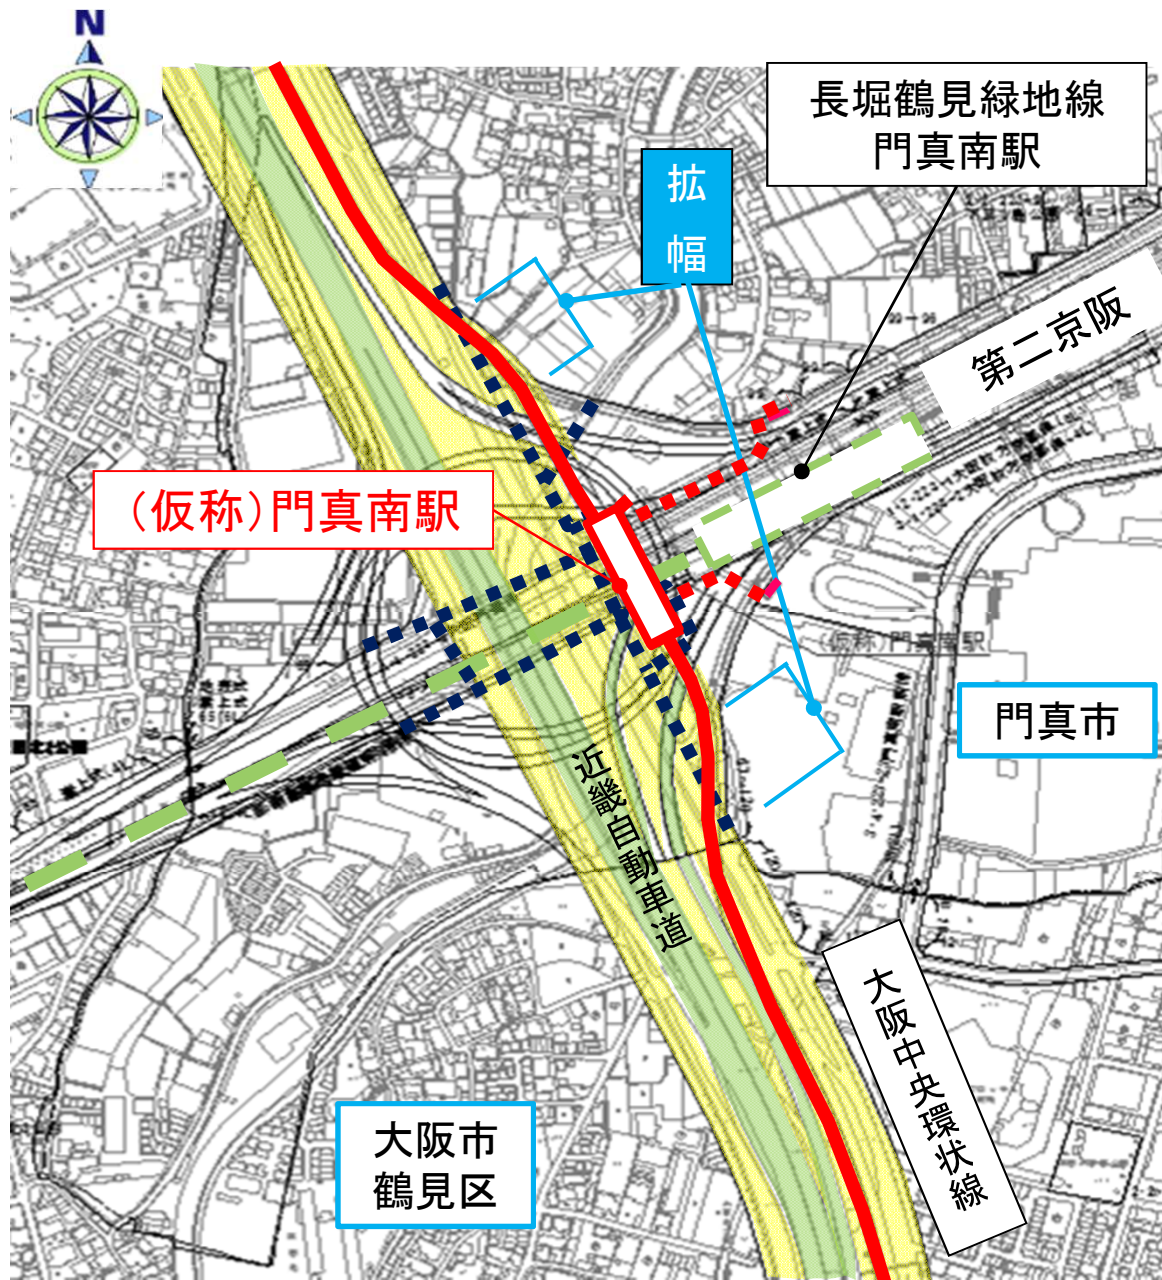 N
長堀鶴見緑地線
門真南駅
拡
幅
第二京阪
（仮称）門真南駅
（仮称）門真南駅
門真市
近畿自動車道
大阪中央環状線
大阪市
鶴見区